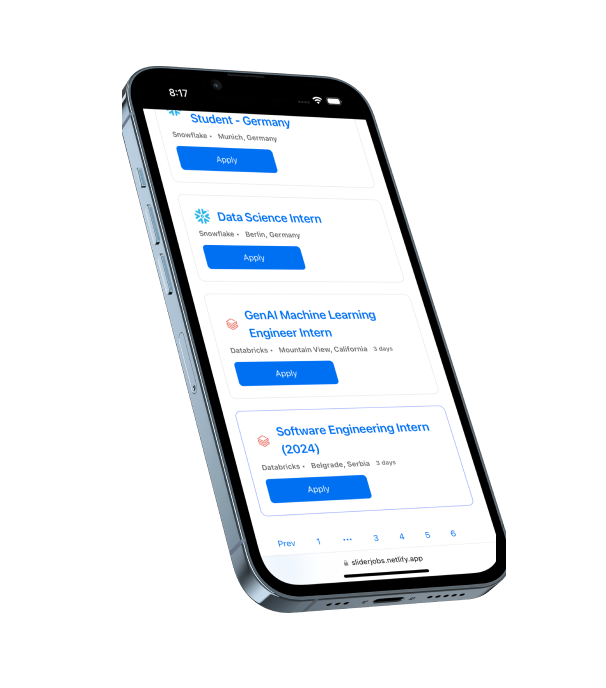 8:17
Student - Germany
Snowflake • Munich, Germany
Apply
Data Science Intern
Snowflake • Berlin, Germany
Apply
GenAI Machine Learning
Engineer Intern
Databricks • Mountain View, California 3 days
Apply
Software Engineering Intern
(2024)
Databricks • Belgrade, Serbia 3 days
Apply
Prev 1 ••• 3 4 5 6
sliderjobs.netlify.app